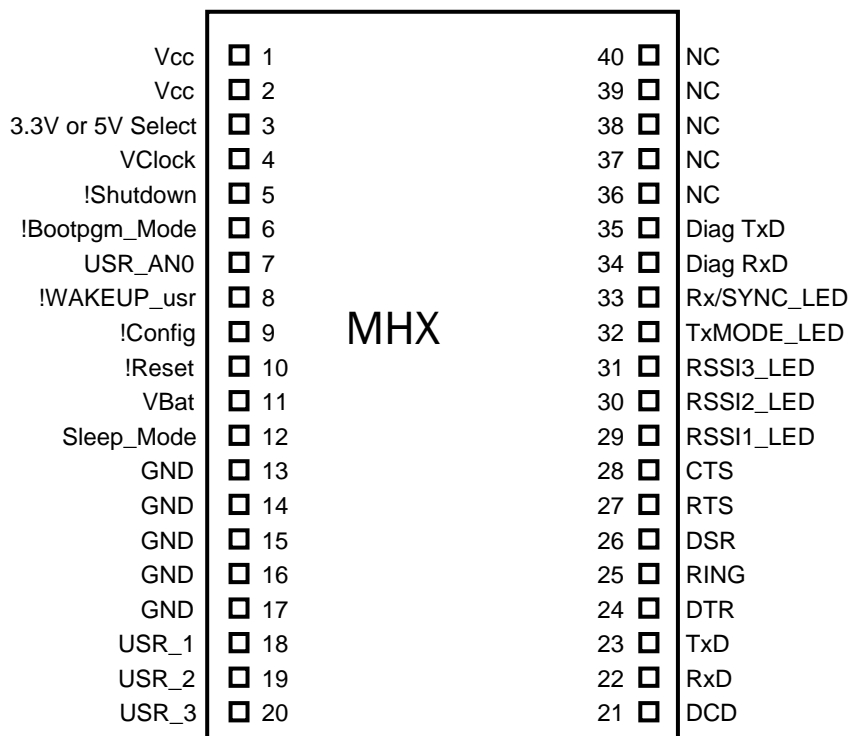 Vcc 1 40 NC
Vcc 2 39 NC
3.3V or 5V Select 3 38 NC
VClock 4 37 NC
!Shutdown 5 36 NC
!Bootpgm_Mode 6 35 Diag TxD
USR_AN0 7 34 Diag RxD
!WAKEUP_usr 8 33 Rx/SYNC_LED
!Config 9 MHX 32 TxMODE_LED
!Reset 10 31 RSSI3_LED
VBat 11 30 RSSI2_LED
Sleep_Mode 12 29 RSSI1_LED
GND 13 28 CTS
GND 14 27 RTS
GND 15 26 DSR
GND 16 25 RING
GND 17 24 DTR
USR_1 18 23 TxD
USR_2 19 22 RxD
USR_3 20 21 DCD